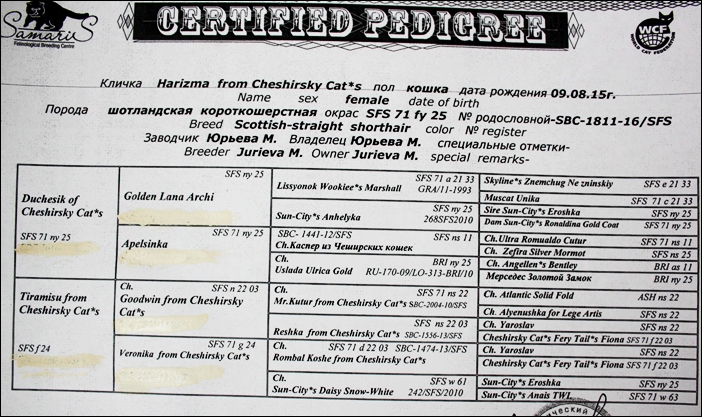 SamariS
Felinological Breeding Centre
CERTIFIED PEDIGREE
WCF
WORLD CAT FEDERATION
Кличка Harizma from Cheshirsky Cat*s пол кошка дата рождения 09.08.15г.
Name sex female date of birth
Порода шотландская короткошерстная окрас SFS 71 fy 25 № родословной-SBC-1811-16/SFS
Breed Scottish-straight shorthair color № register
Заводчик Юрьева М. Владелец Юрьева М. специальные отметки-
Breeder Jurieva M. Owner Jurieva M. special remarks-
Duchesik of
Cheshirsky Cat*s
SFS 71 ny 25
Tiramisu from
Cheshirsky Cat*s
SFS f 24
SFS ny 25
Golden Lana Archi
SFS 71 ny 25
Apelsinka
Ch. SFS n 22 03
Goodwin from Cheshirsky
Cat*s
SFS 71 g 24
Veronika from Cheshirsky Cat*s
SFS 71 a 21 33
Lissyonok Wookiee*s Marshall GRA/11-1993
SFS ny 25
Sun-City*s Anhelyka 268SFS2010
SBC- 1441-12/SFS SFS ns 11
Ch.Каспер из Чеширских кошек
Ch. BRI ny 25
Uslada Ulrica Gold RU-170-09/LO-313-BRI/10
Ch. SFS 71 ns 22
Mr.Kutur from Cheshirsky Cat*s SBC-2004-10/SFS
SFS ns 22 03
Reshka from Cheshirsky Cat*s SBC-1556-13/SFS
Ch. SFS 71 d 22 03 SBC-1474-13/SFS
Rombal Koshe from Cheshirsky Cat*s
Ch. SFS w 61
Sun-City*s Daisy Snow-White 242/SFS/2010
Skyline*s Znemchug Ne zninskiy SFS e 21 33
Muscat Unika SFS 71 c 21 33
Sire Sun-City*s Eroshka SFS ny 25
Dam Sun-City*s Ronaldina Gold Coat SFS 71 ny 25
Ch.Ultra Romualdo Cutur SFS 71 ns 11
Ch. Zefira Silver Mormot SFS ns 25
Ch. Angellen*s Bentley BRI as 11
Мерседес Золотой Замок BRI ny 25
Ch. Atlantic Solid Fold ASH ns 22
Ch. Alyenushka for Lege Artis SFS ns 22
Ch. Yaroslav SFS ns 22
Cheshirsky Cat*s Fery Tail*s Fiona SFS 71 f 22 03
Ch. Yaroslav SFS ns 22
Cheshirsky Cat*s Fery Tail*s Fiona SFS 71 f 22 03
Sun-City*s Eroshka SFS ny 25
Sun-City*s Anais TWL SFS 71 w 63